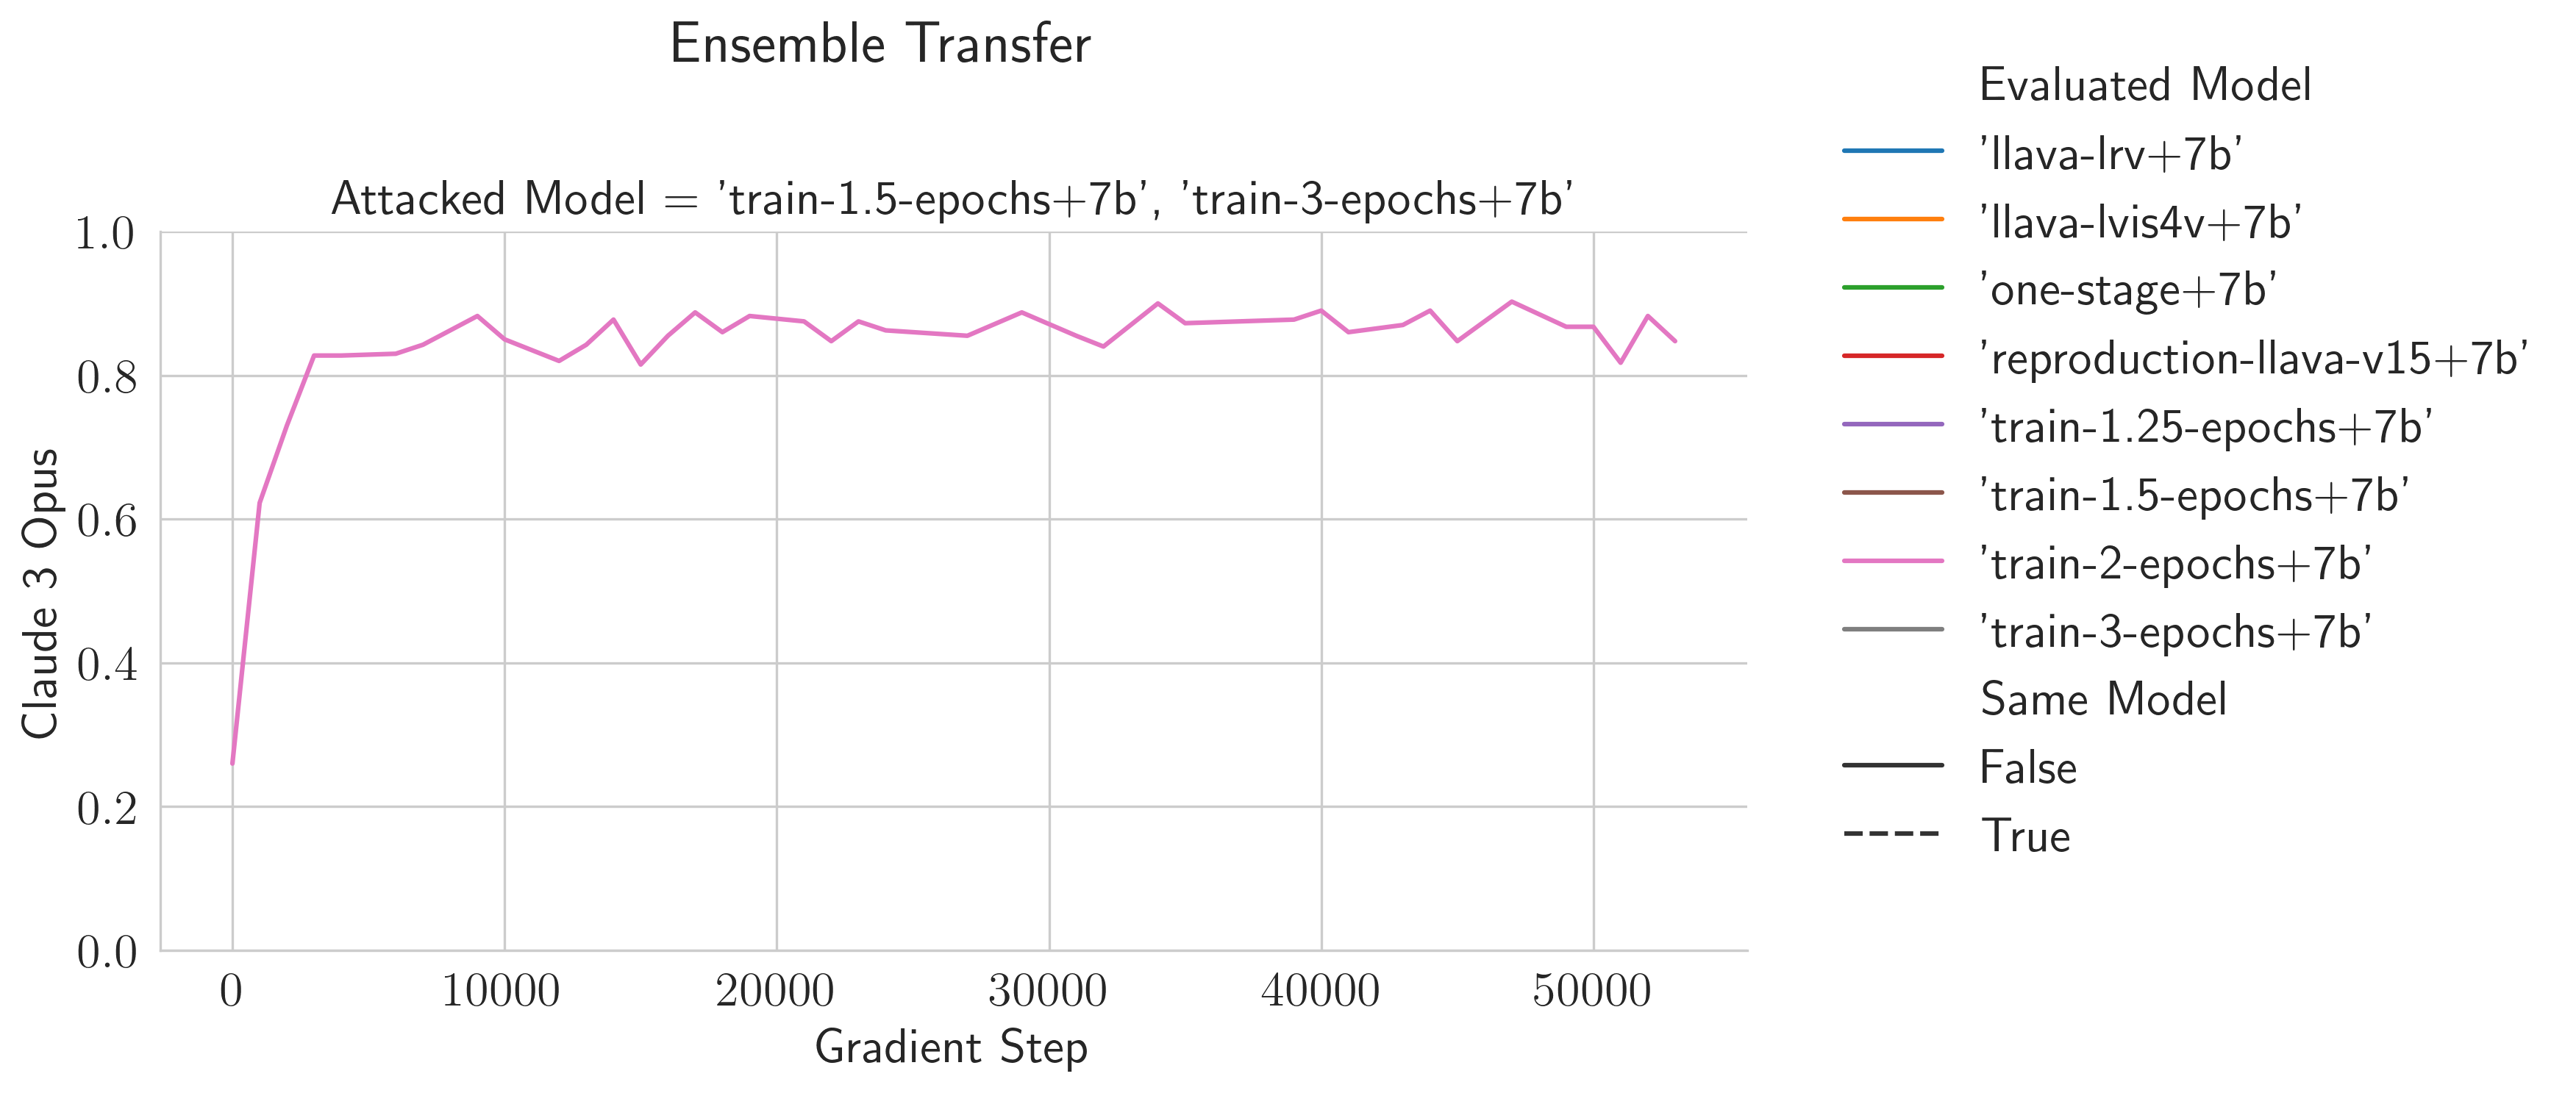 Ensemble Transfer
Attacked Model = 'train-1.5-epochs+7b', 'train-3-epochs+7b'
Claude 3 Opus
1.0
0.8
0.6
0.4
0.2
0.0
0 10000 20000 30000 40000 50000
Gradient Step
Evaluated Model
'llava-lrv+7b'
'llava-lvis4v+7b'
'one-stage+7b'
'reproduction-llava-v15+7b'
'train-1.25-epochs+7b'
'train-1.5-epochs+7b'
'train-2-epochs+7b'
'train-3-epochs+7b'
Same Model
False
True